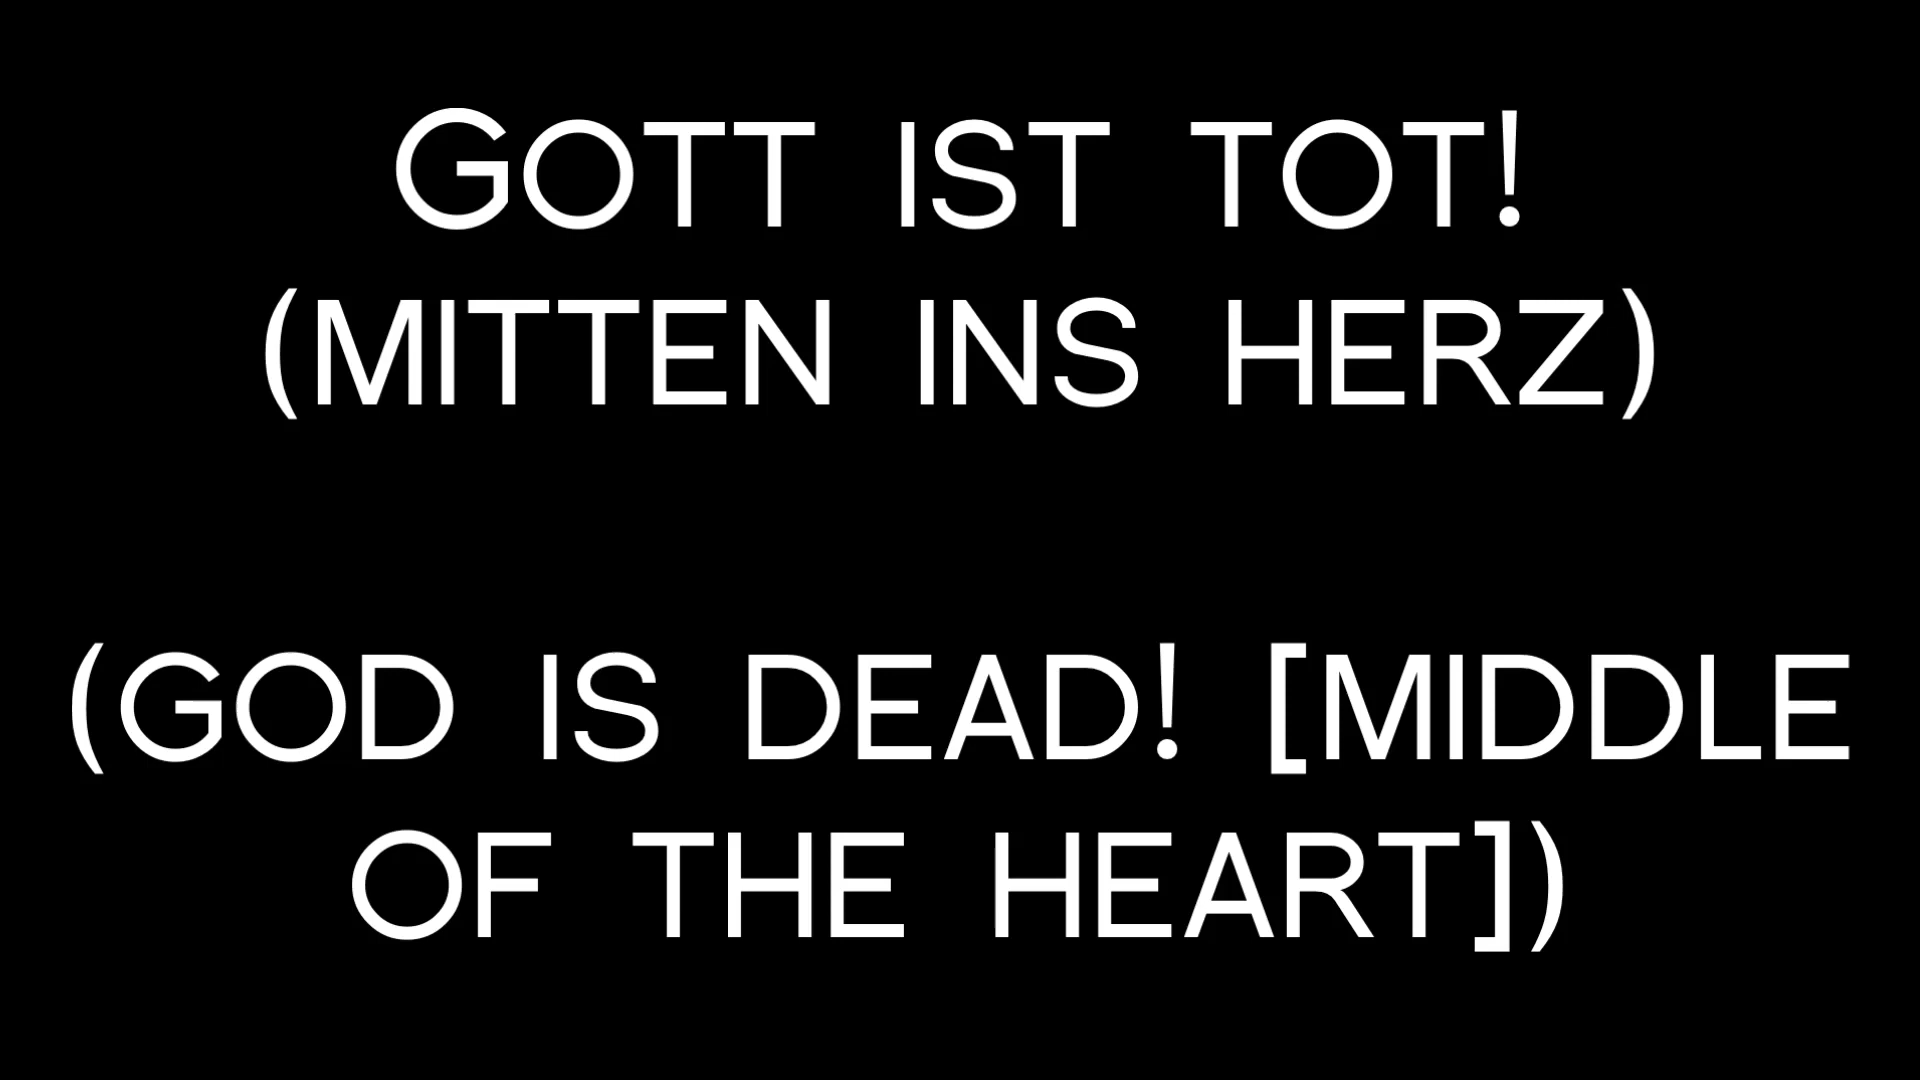 Gott ist tot!
(mitten ins herz)
(god is dead! [middle
of the heart])